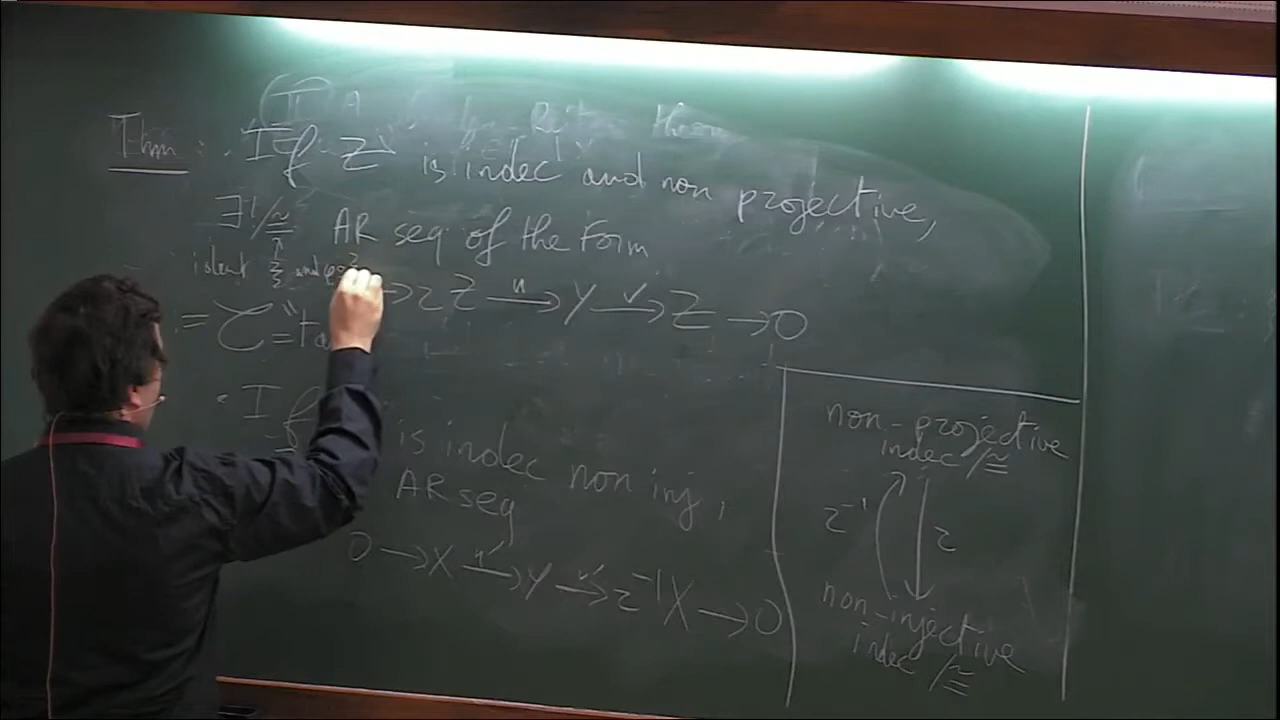 Thm : . If Z is indec and non projective,
∃!/≅ AR seq of the Form
→ τZ →u Y →v Z → 0
= τ = "ta
. If is indec non inj,
AR seq
0 → X →u' Y →v' τ⁻¹X → 0
non-projective
indec /≅
τ⁻¹ τ
non-injective
indec /≅